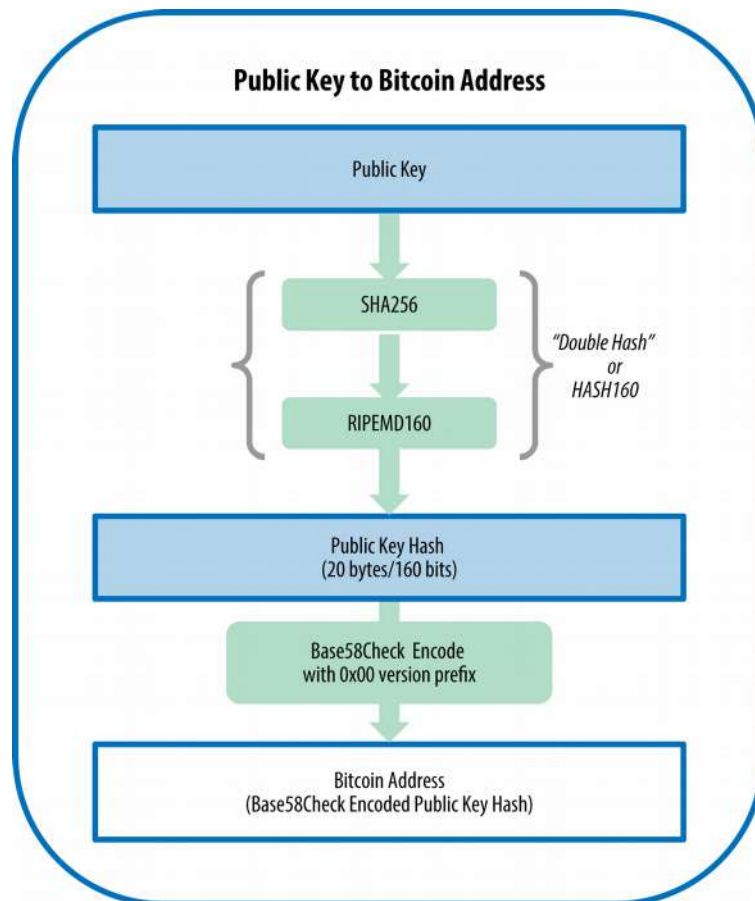 Public Key to Bitcoin Address
Public Key
SHA256
"Double Hash"
or
HASH160
RIPEMD160
Public Key Hash
(20 bytes/160 bits)
Base58Check Encode
with 0x00 version prefix
Bitcoin Address
(Base58Check Encoded Public Key Hash)